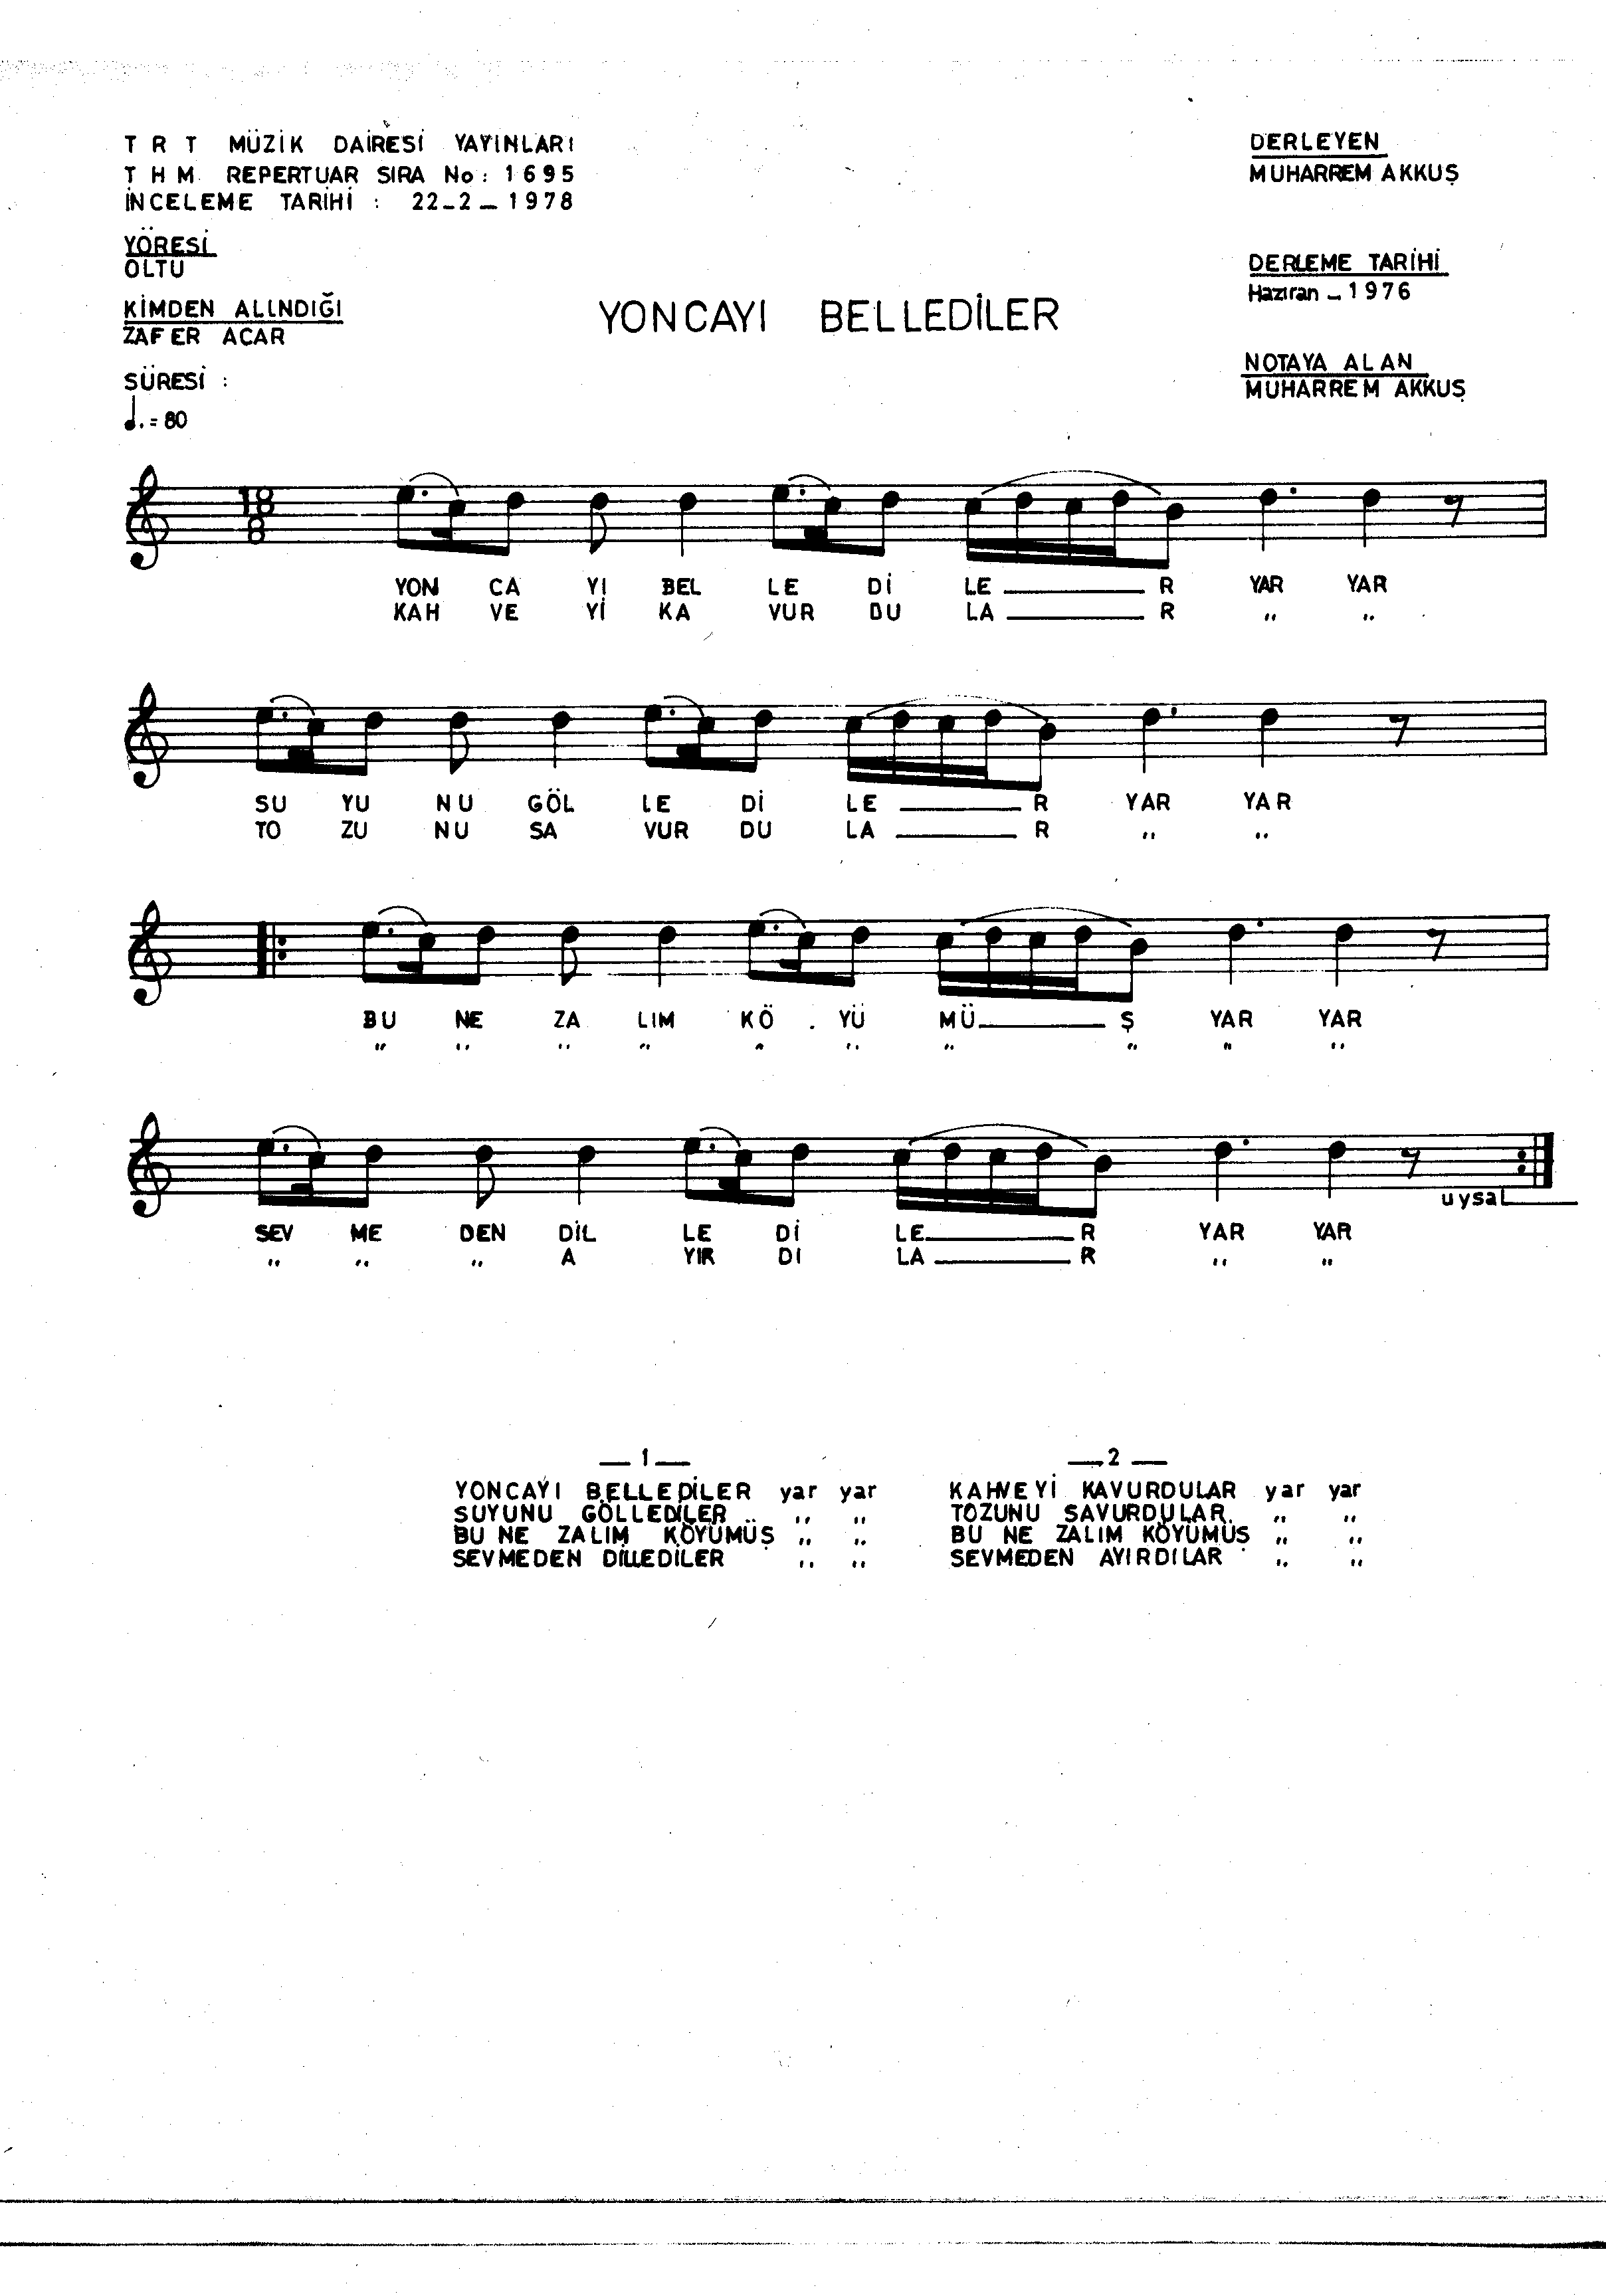 TRT MÜZİK DAİRESİ YAYINLARI
THM REPERTUAR SIRA No: 1695
İNCELEME TARİHİ : 22-2-1978
YÖRESİ
OLTU
KİMDEN ALINDIĞI
ZAFER ACAR
SÜRESİ :
♩. = 80
YONCAYI BELLEDİLER
DERLEYEN
MUHARREM AKKUŞ
DERLEME TARİHİ
Haziran - 1976
NOTAYA ALAN
MUHARREM AKKUŞ
18
8
YON CA YI BEL LE Dİ LE R YAR YAR
KAH VE Yİ KA VUR DU LA R " "
SU YU NU GÖL LE Dİ LE R YAR YAR
TO ZU NU SA VUR DU LA R " "
BU NE ZA LIM KÖ . YÜ MÜ Ş YAR YAR
" " " " " " " " " "
uysal
SEV ME DEN DİL LE Dİ LE R YAR YAR
" " " A YIR DI LA R " "
— 1 —
YONCAYI BELLEDİLER yar yar
SUYUNU GÖLLEDİLER " "
BU NE ZALIM KÖYÜMÜŞ " "
SEVMEDEN DİLLEDİLER " "
— 2 —
KAHVEYİ KAVURDULAR yar yar
TOZUNU SAVURDULAR " "
BU NE ZALIM KÖYÜMÜŞ " "
SEVMEDEN AYIRDILAR " "